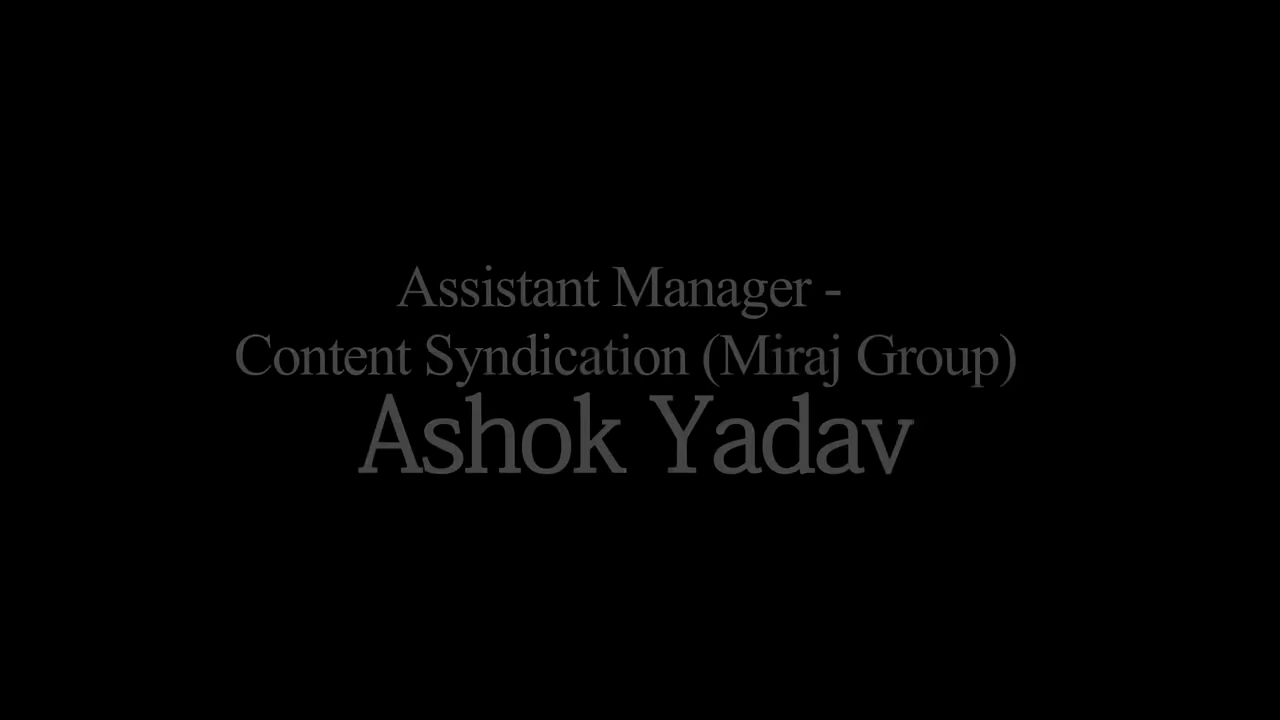 Assistant Manager -
Content Syndication (Miraj Group)
Ashok Yadav